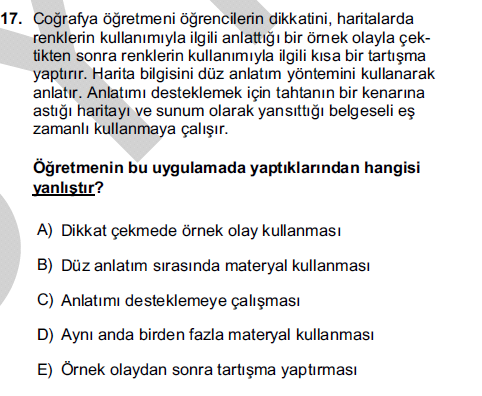 17. Coğrafya öğretmeni öğrencilerin dikkatini, haritalarda
renklerin kullanımıyla ilgili anlattığı bir örnek olayla çek-
tikten sonra renklerin kullanımıyla ilgili kısa bir tartışma
yaptırır. Harita bilgisini düz anlatım yöntemini kullanarak
anlatır. Anlatımı desteklemek için tahtanın bir kenarına
astığı haritayı ve sunum olarak yansıttığı belgeseli eş
zamanlı kullanmaya çalışır.
Öğretmenin bu uygulamada yaptıklarından hangisi
yanlıştır?
A) Dikkat çekmede örnek olay kullanması
B) Düz anlatım sırasında materyal kullanması
C) Anlatımı desteklemeye çalışması
D) Aynı anda birden fazla materyal kullanması
E) Örnek olaydan sonra tartışma yaptırması